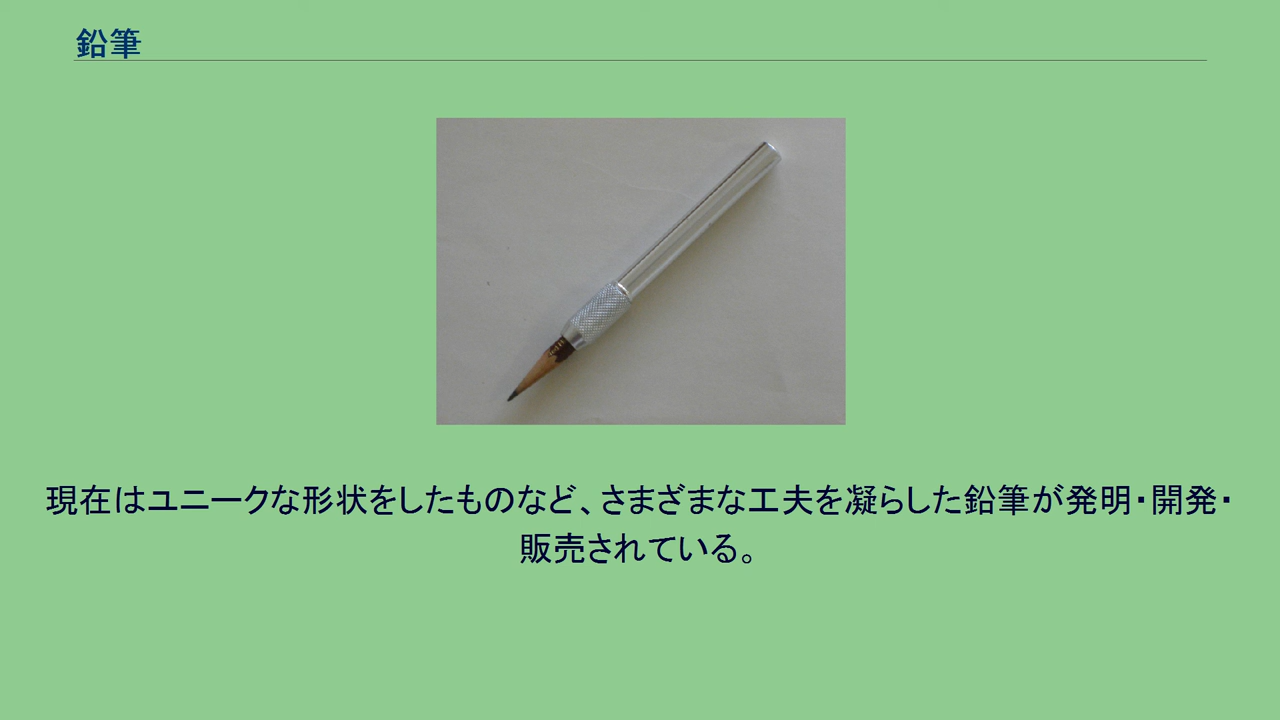 鉛筆
現在はユニークな形状をしたものなど、さまざまな工夫を凝らした鉛筆が発明・開発・
販売されている。